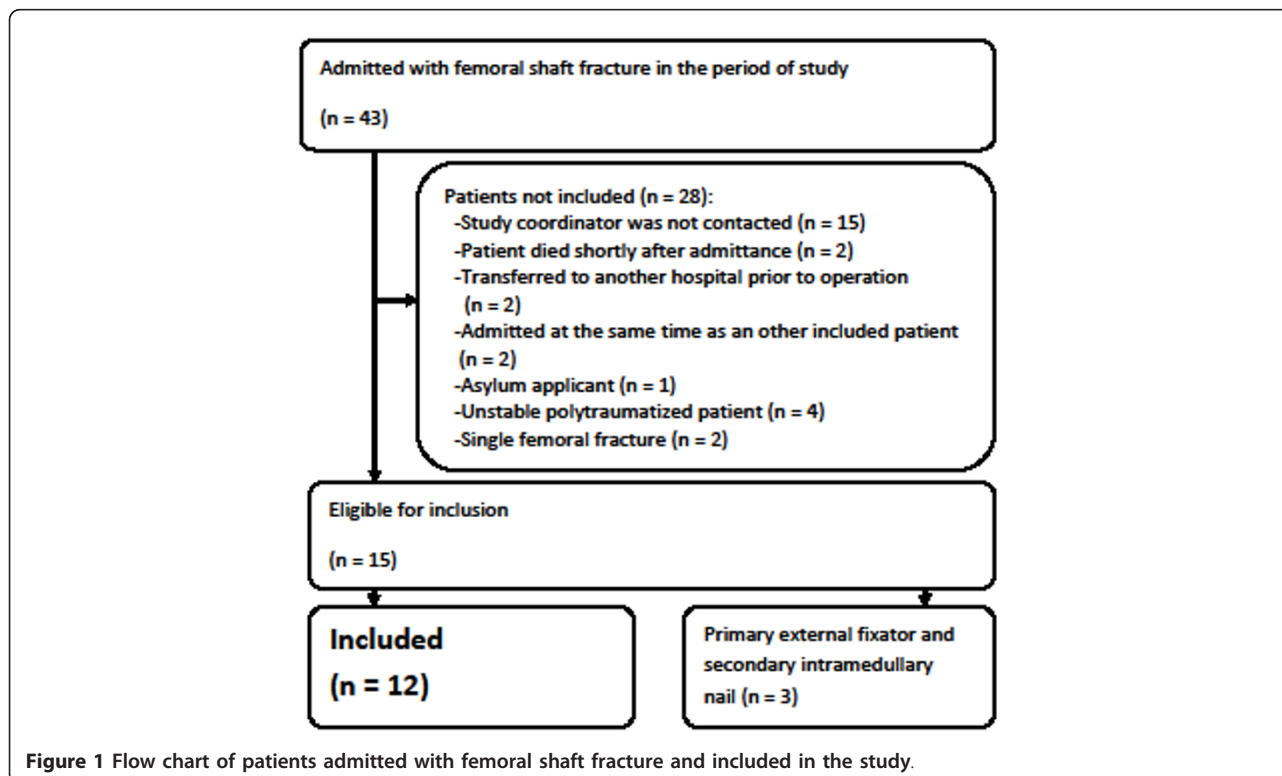 Admitted with femoral shaft fracture in the period of study
(n = 43)
Patients not included (n = 28):
-Study coordinator was not contacted (n = 15)
-Patient died shortly after admittance (n = 2)
-Transferred to another hospital prior to operation
(n = 2)
-Admitted at the same time as an other included patient
(n = 2)
-Asylum applicant (n = 1)
-Unstable polytraumatized patient (n = 4)
-Single femoral fracture (n = 2)
Eligible for inclusion
(n = 15)
Included
(n = 12)
Primary external fixator and
secondary intramedullary
nail (n = 3)
Figure 1 Flow chart of patients admitted with femoral shaft fracture and included in the study.